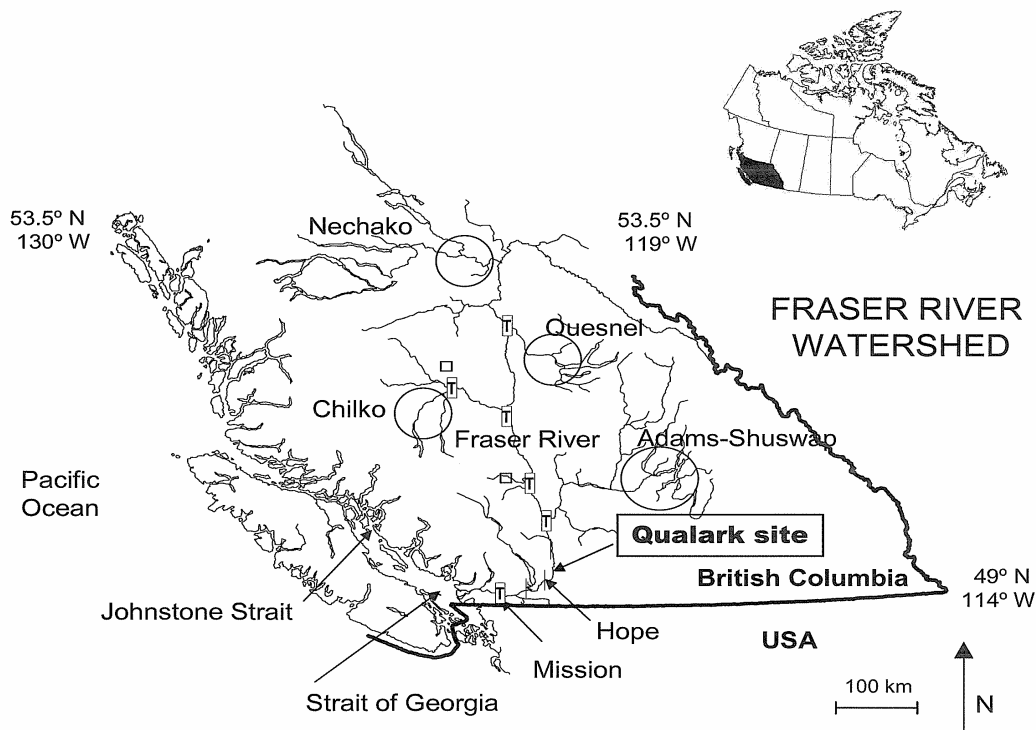 53.5º N
130º W
Nechako
53.5º N
119º W
FRASER RIVER
WATERSHED
T
Quesnel
T
Chilko
T
Fraser River
Adams-Shuswap
Pacific
Ocean
T
T
Qualark site
British Columbia
49º N
114º W
T
Johnstone Strait
Hope
USA
Mission
Strait of Georgia
100 km
N